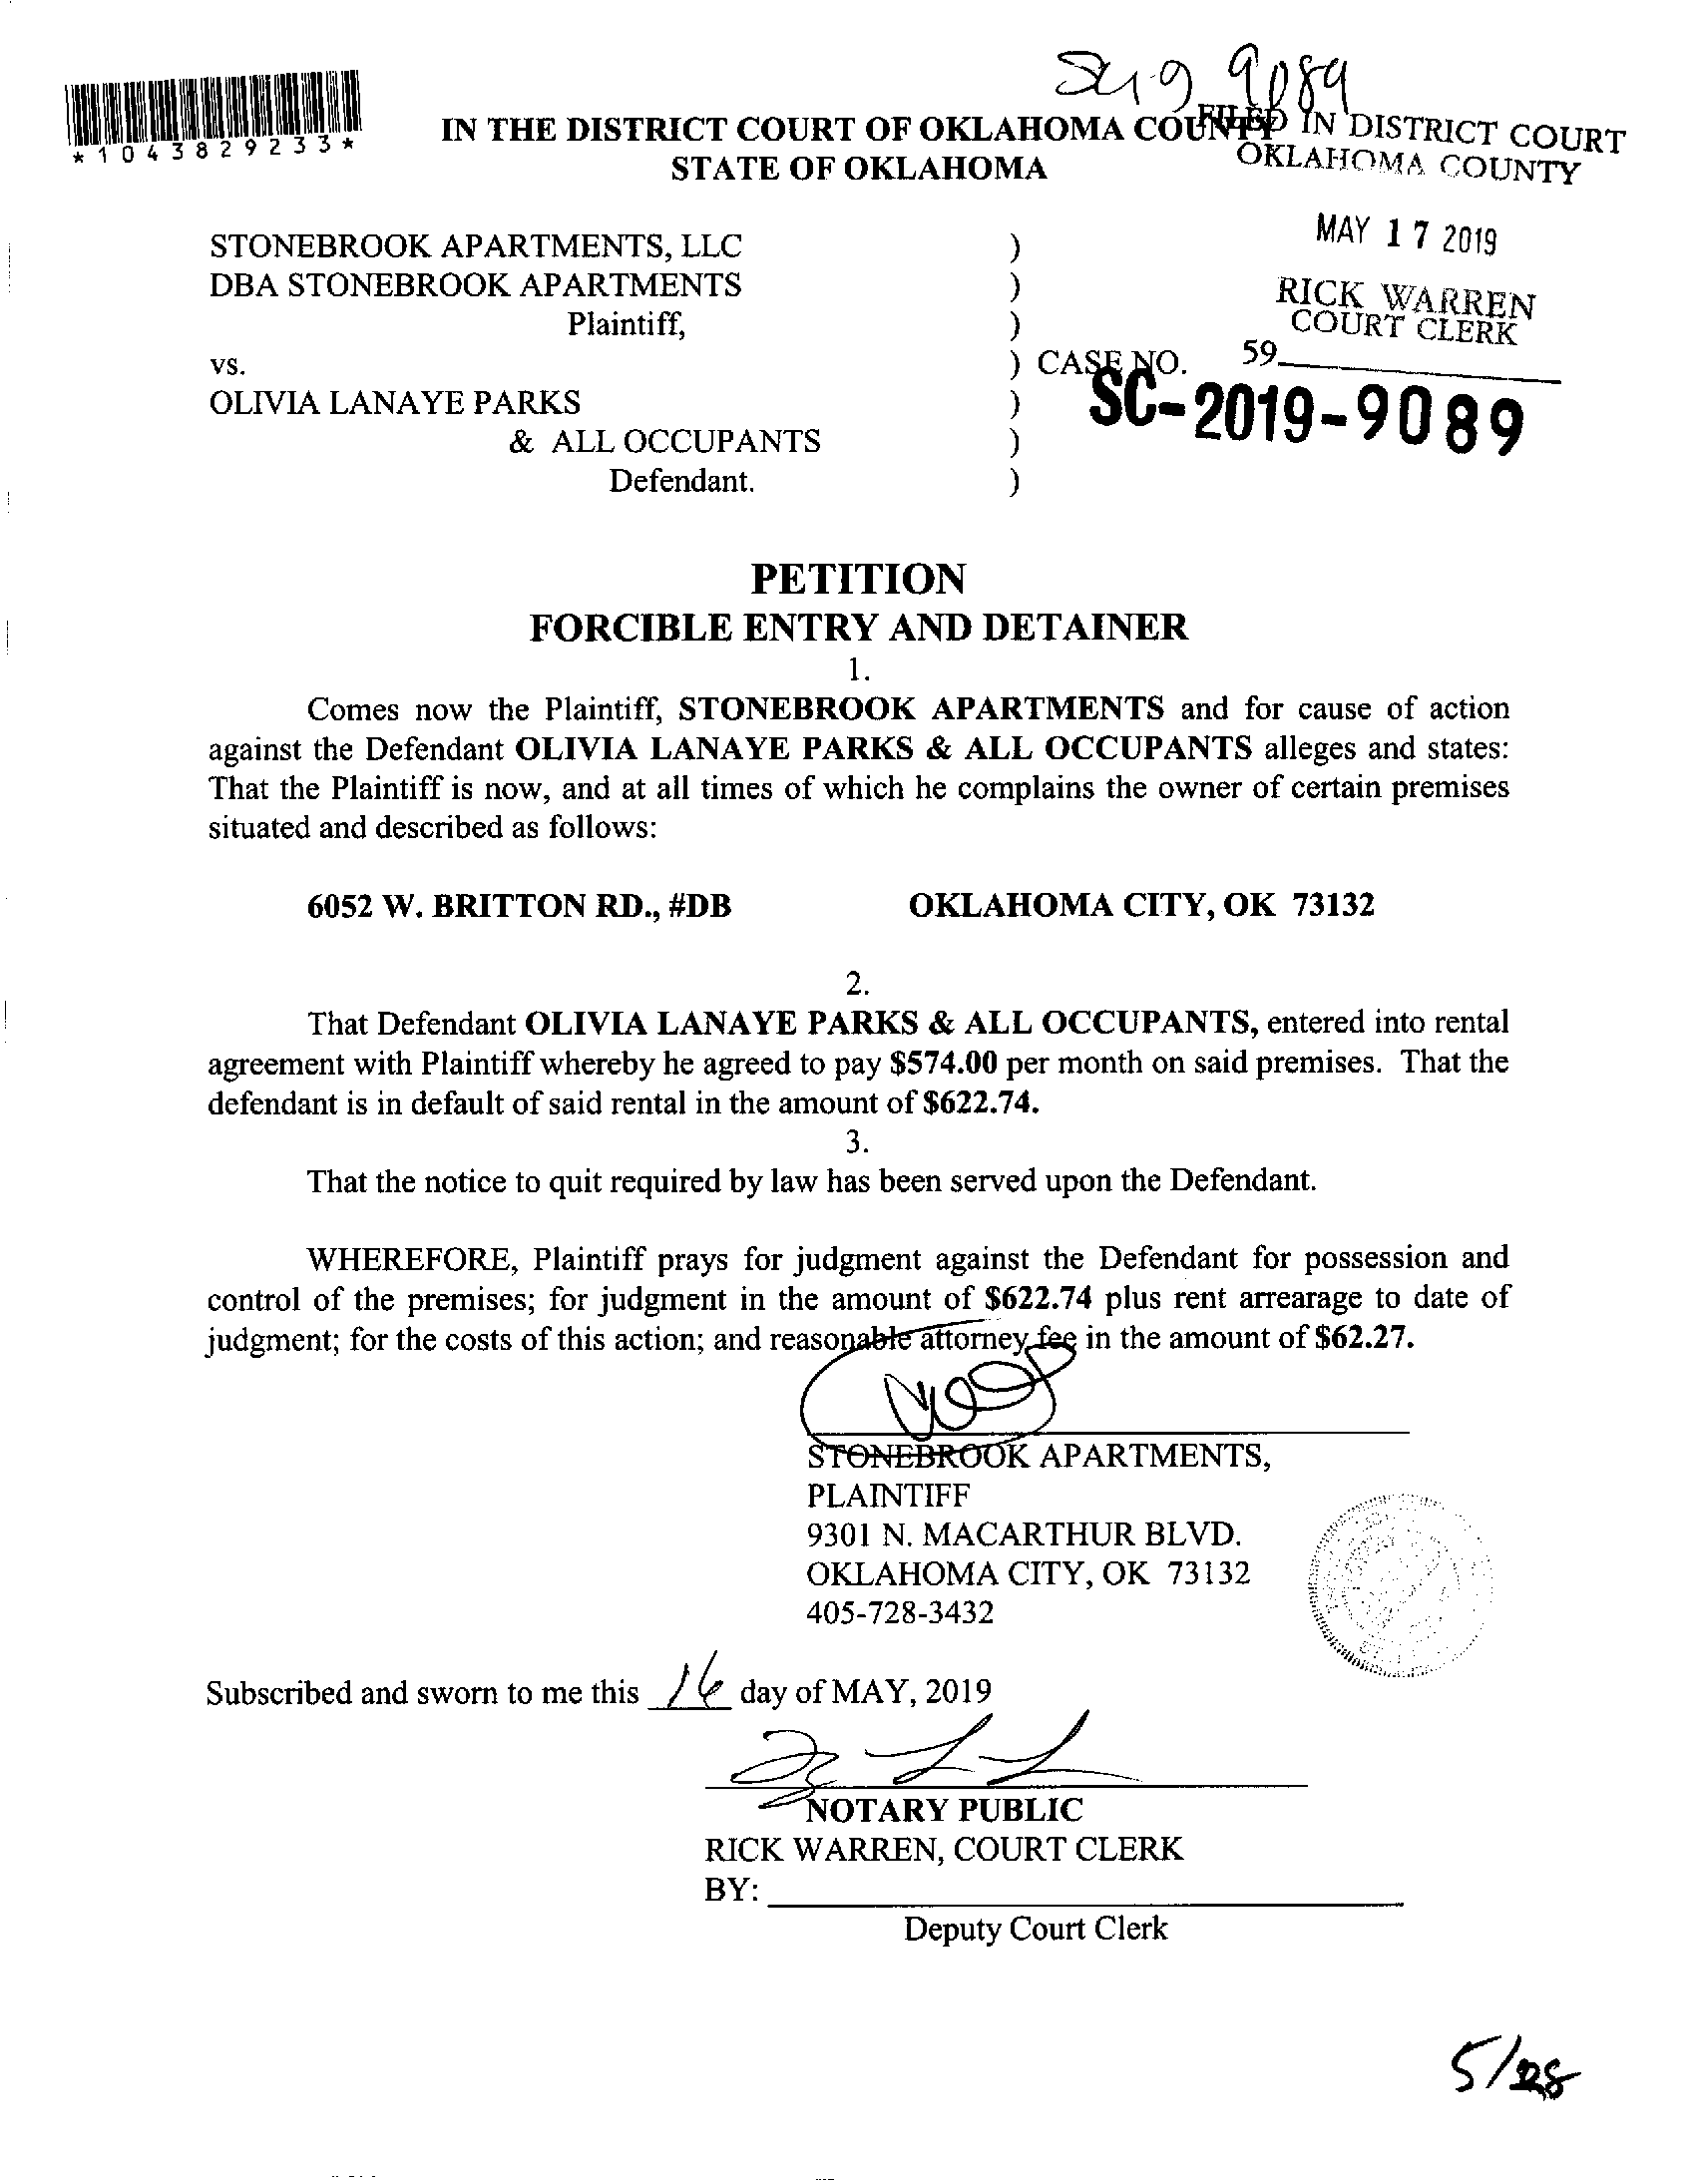 SC19 9089
*1043829233*
IN THE DISTRICT COURT OF OKLAHOMA COUNTY
STATE OF OKLAHOMA
FILED IN DISTRICT COURT
OKLAHOMA COUNTY
MAY 17 2019
RICK WARREN
COURT CLERK
59
STONEBROOK APARTMENTS, LLC )
DBA STONEBROOK APARTMENTS )
Plaintiff, )
vs. ) CASE NO.
SC-2019-9089
OLIVIA LANAYE PARKS )
& ALL OCCUPANTS )
Defendant. )
PETITION
FORCIBLE ENTRY AND DETAINER
1.
Comes now the Plaintiff, STONEBROOK APARTMENTS and for cause of action
against the Defendant OLIVIA LANAYE PARKS & ALL OCCUPANTS alleges and states:
That the Plaintiff is now, and at all times of which he complains the owner of certain premises
situated and described as follows:
6052 W. BRITTON RD., #DB OKLAHOMA CITY, OK 73132
2.
That Defendant OLIVIA LANAYE PARKS & ALL OCCUPANTS, entered into rental
agreement with Plaintiff whereby he agreed to pay $574.00 per month on said premises. That the
defendant is in default of said rental in the amount of $622.74.
3.
That the notice to quit required by law has been served upon the Defendant.
WHEREFORE, Plaintiff prays for judgment against the Defendant for possession and
control of the premises; for judgment in the amount of $622.74 plus rent arrearage to date of
judgment; for the costs of this action; and reasonable attorney fee in the amount of $62.27.
STONEBROOK APARTMENTS,
PLAINTIFF
9301 N. MACARTHUR BLVD.
OKLAHOMA CITY, OK 73132
405-728-3432
Subscribed and sworn to me this 16 day of MAY, 2019
NOTARY PUBLIC
RICK WARREN, COURT CLERK
BY:
Deputy Court Clerk
5/28